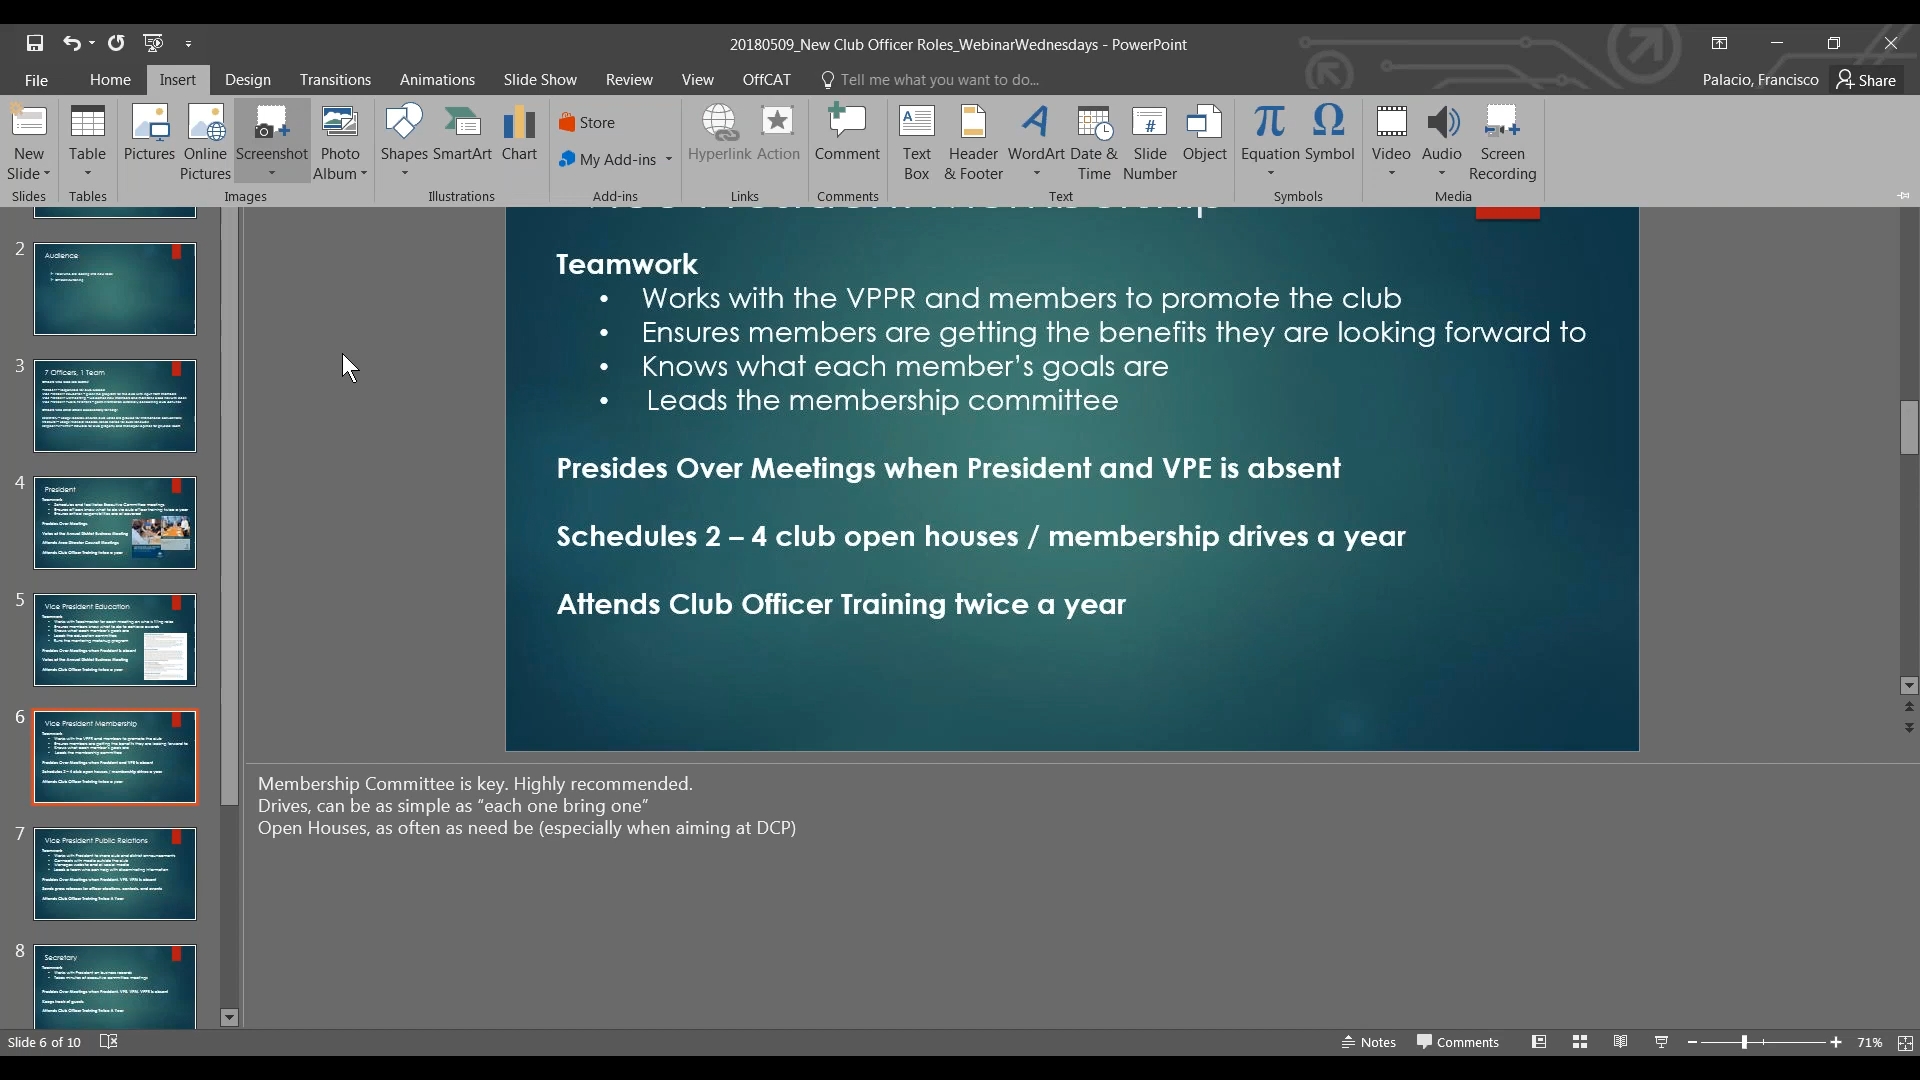 20180509_New Club Officer Roles_WebinarWednesdays - PowerPoint
File Home Insert Design Transitions Animations Slide Show Review View OffCAT Tell me what you want to do... Palacio, Francisco Share
New Slide
Table
Pictures
Online Pictures
Screenshot
Photo Album
Shapes
SmartArt
Chart
Store
My Add-ins
Hyperlink
Action
Comment
Text Box
Header & Footer
WordArt
Date & Time
Slide Number
Object
Equation
Symbol
Video
Audio
Screen Recording
Slides Tables Images Illustrations Add-ins Links Comments Text Symbols Media
2
Audience
3
7 Officers, 1 Team
4
President
5
Vice President Education
6
Vice President Membership
7
Vice President Public Relations
8
Secretary
Teamwork
• Works with the VPPR and members to promote the club
• Ensures members are getting the benefits they are looking forward to
• Knows what each member’s goals are
• Leads the membership committee
Presides Over Meetings when President and VPE is absent
Schedules 2 – 4 club open houses / membership drives a year
Attends Club Officer Training twice a year
Membership Committee is key. Highly recommended.
Drives, can be as simple as “each one bring one”
Open Houses, as often as need be (especially when aiming at DCP)
Slide 6 of 10
Notes Comments 71%